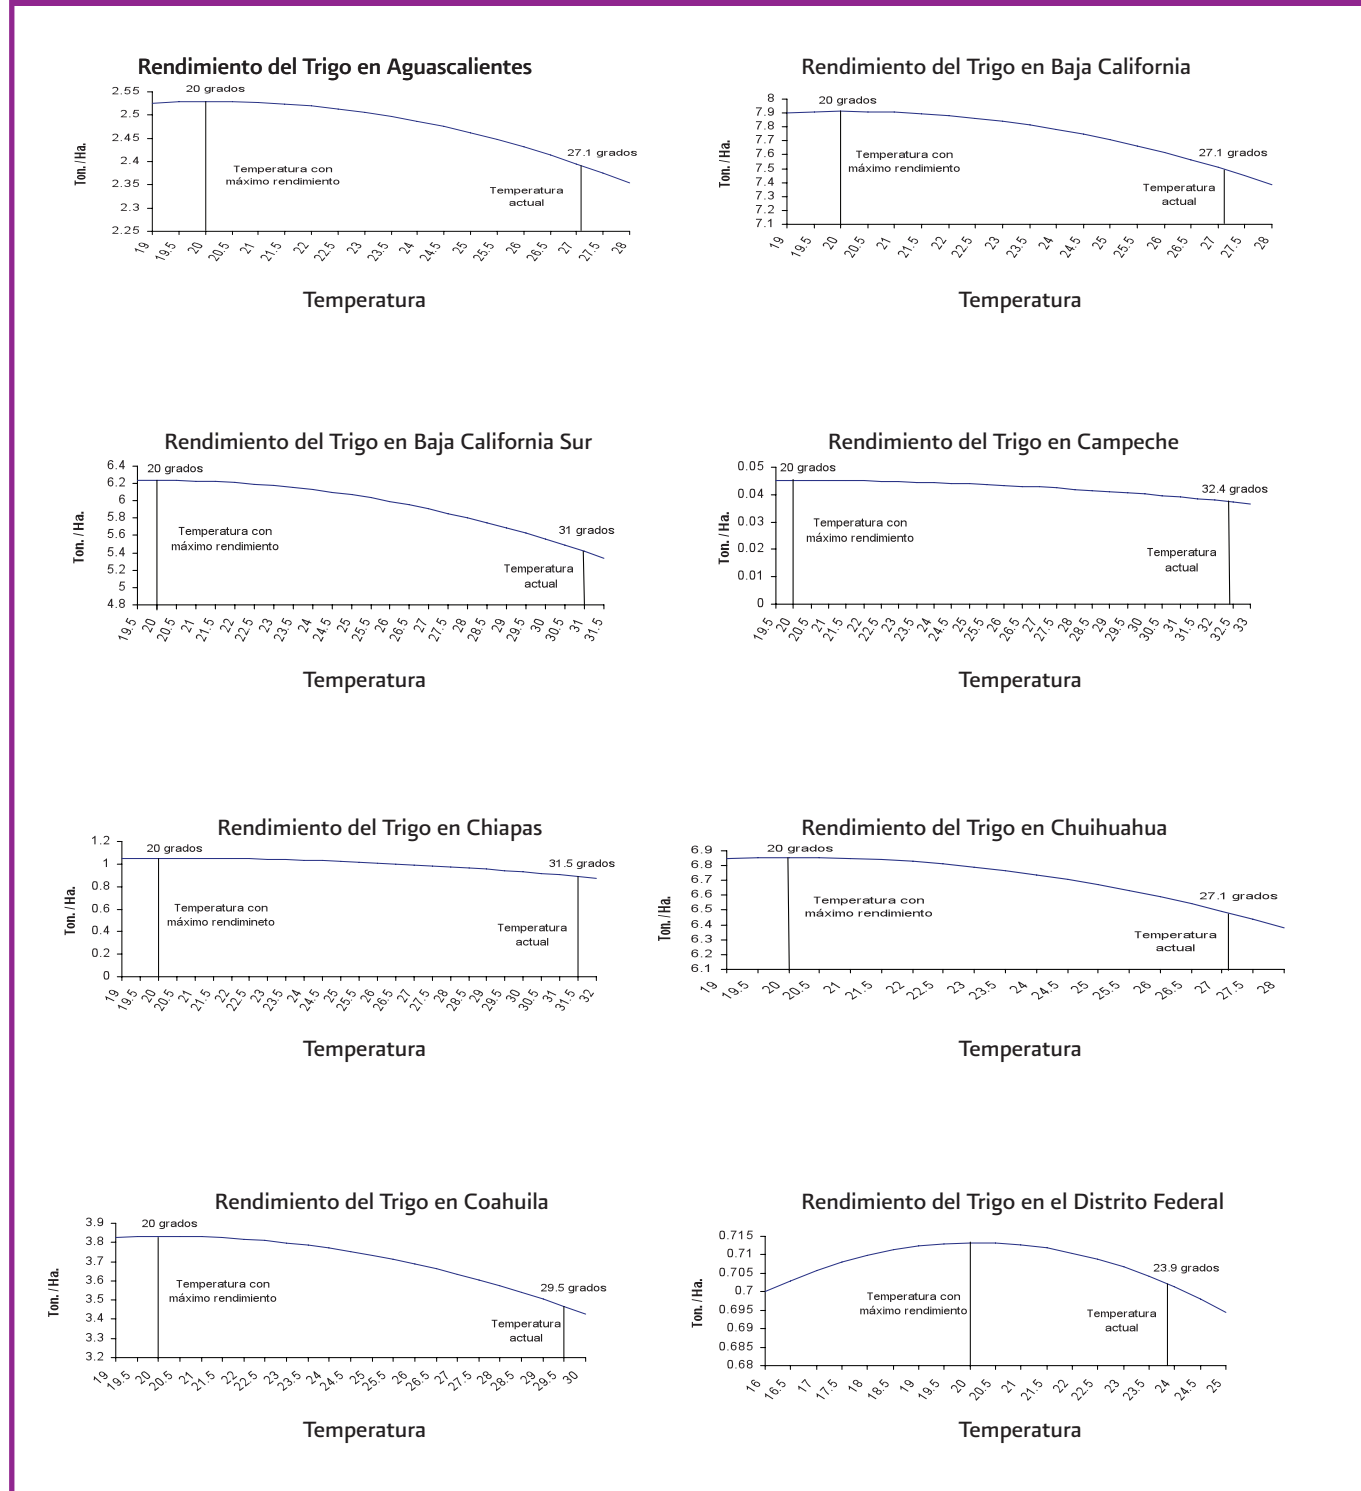 Rendimiento del Trigo en Aguascalientes
20 grados
2.55
2.5
2.45
2.4
2.35
2.3
2.25
Ton. / Ha.
Temperatura con
máximo rendimiento
27.1 grados
Temperatura
actual
19 19.5 20 20.5 21 21.5 22 22.5 23 23.5 24 24.5 25 25.5 26 26.5 27 27.5 28
Temperatura
Rendimiento del Trigo en Baja California
20 grados
8
7.9
7.8
7.7
7.6
7.5
7.4
7.3
7.2
7.1
Ton. / Ha.
Temperatura con
máximo rendimiento
27.1 grados
Temperatura
actual
19 19.5 20 20.5 21 21.5 22 22.5 23 23.5 24 24.5 25 25.5 26 26.5 27 27.5 28
Temperatura
Rendimiento del Trigo en Baja California Sur
20 grados
6.4
6.2
6
5.8
5.6
5.4
5.2
5
4.8
Ton. / Ha.
Temperatura con
máximo rendimiento
31 grados
Temperatura
actual
19.5 20 20.5 21 21.5 22 22.5 23 23.5 24 24.5 25 25.5 26 26.5 27 27.5 28 28.5 29 29.5 30 30.5 31 31.5
Temperatura
Rendimiento del Trigo en Campeche
20 grados
0.05
0.04
0.03
0.02
0.01
0
Ton. / Ha.
Temperatura con
máximo rendimiento
32.4 grados
Temperatura
actual
19.5 20 20.5 21 21.5 22 22.5 23 23.5 24 24.5 25 25.5 26 26.5 27 27.5 28 28.5 29 29.5 30 30.5 31 31.5 32 32.5 33
Temperatura
Rendimiento del Trigo en Chiapas
20 grados
1.2
1
0.8
0.6
0.4
0.2
0
Ton. / Ha.
Temperatura con
máximo rendimineto
31.5 grados
Temperatura
actual
19 19.5 20 20.5 21 21.5 22 22.5 23 23.5 24 24.5 25 25.5 26 26.5 27 27.5 28 28.5 29 29.5 30 30.5 31 31.5 32
Temperatura
Rendimiento del Trigo en Chuihuahua
20 grados
6.9
6.8
6.7
6.6
6.5
6.4
6.3
6.2
6.1
Ton. / Ha.
Temperatura con
máximo rendimiento
27.1 grados
Temperatura
actual
19 19.5 20 20.5 21 21.5 22 22.5 23 23.5 24 24.5 25 25.5 26 26.5 27 27.5 28
Temperatura
Rendimiento del Trigo en Coahuila
20 grados
3.9
3.8
3.7
3.6
3.5
3.4
3.3
3.2
Ton. / Ha.
Temperatura con
máximo rendimiento
29.5 grados
Temperatura
actual
19 19.5 20 20.5 21 21.5 22 22.5 23 23.5 24 24.5 25 25.5 26 26.5 27 27.5 28 28.5 29 29.5 30
Temperatura
Rendimiento del Trigo en el Distrito Federal
0.715
0.71
0.705
0.7
0.695
0.69
0.685
0.68
Ton. / Ha.
Temperatura con
máximo rendimiento
23.9 grados
Temperatura
actual
16 16.5 17 17.5 18 18.5 19 19.5 20 20.5 21 21.5 22 22.5 23 23.5 24 24.5 25
Temperatura